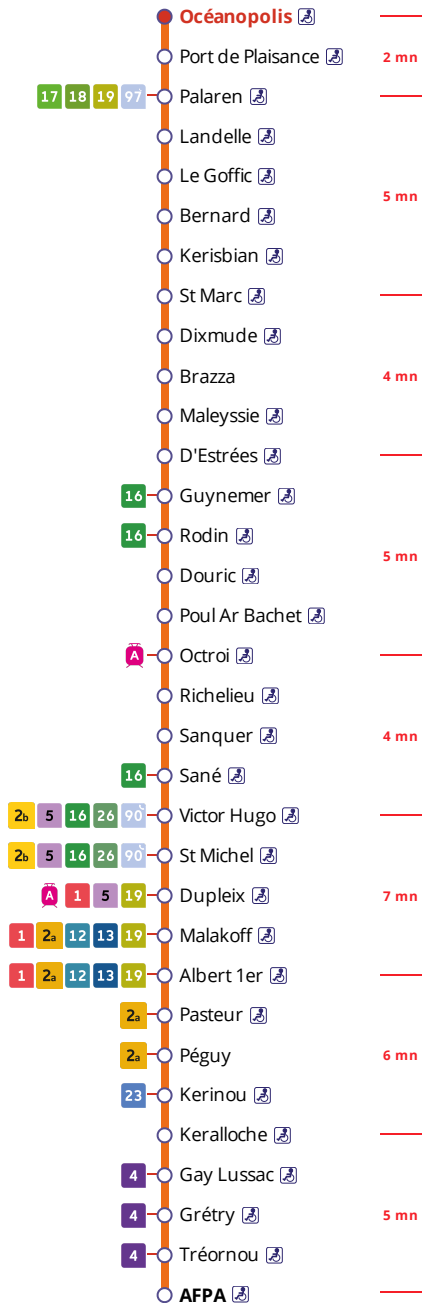 Océanopolis
Port de Plaisance 2 mn
17 18 19 97 Palaren
Landelle
Le Goffic
5 mn
Bernard
Kerisbian
St Marc
Dixmude
Brazza 4 mn
Maleyssie
D'Estrées
16 Guynemer
16 Rodin
5 mn
Douric
Poul Ar Bachet
A Octroi
Richelieu
Sanquer 4 mn
16 Sané
2b 5 16 26 90 Victor Hugo
2b 5 16 26 90 St Michel
A 1 5 19 Dupleix 7 mn
1 2a 12 13 19 Malakoff
1 2a 12 13 19 Albert 1er
2a Pasteur
2a Péguy 6 mn
23 Kerinou
Keralloche
4 Gay Lussac
4 Grétry 5 mn
4 Tréornou
AFPA